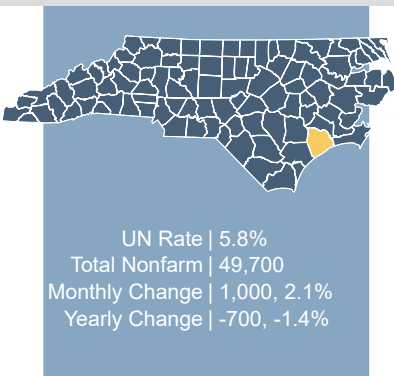 UN Rate | 5.8%
Total Nonfarm | 49,700
Monthly Change | 1,000, 2.1%
Yearly Change | -700, -1.4%